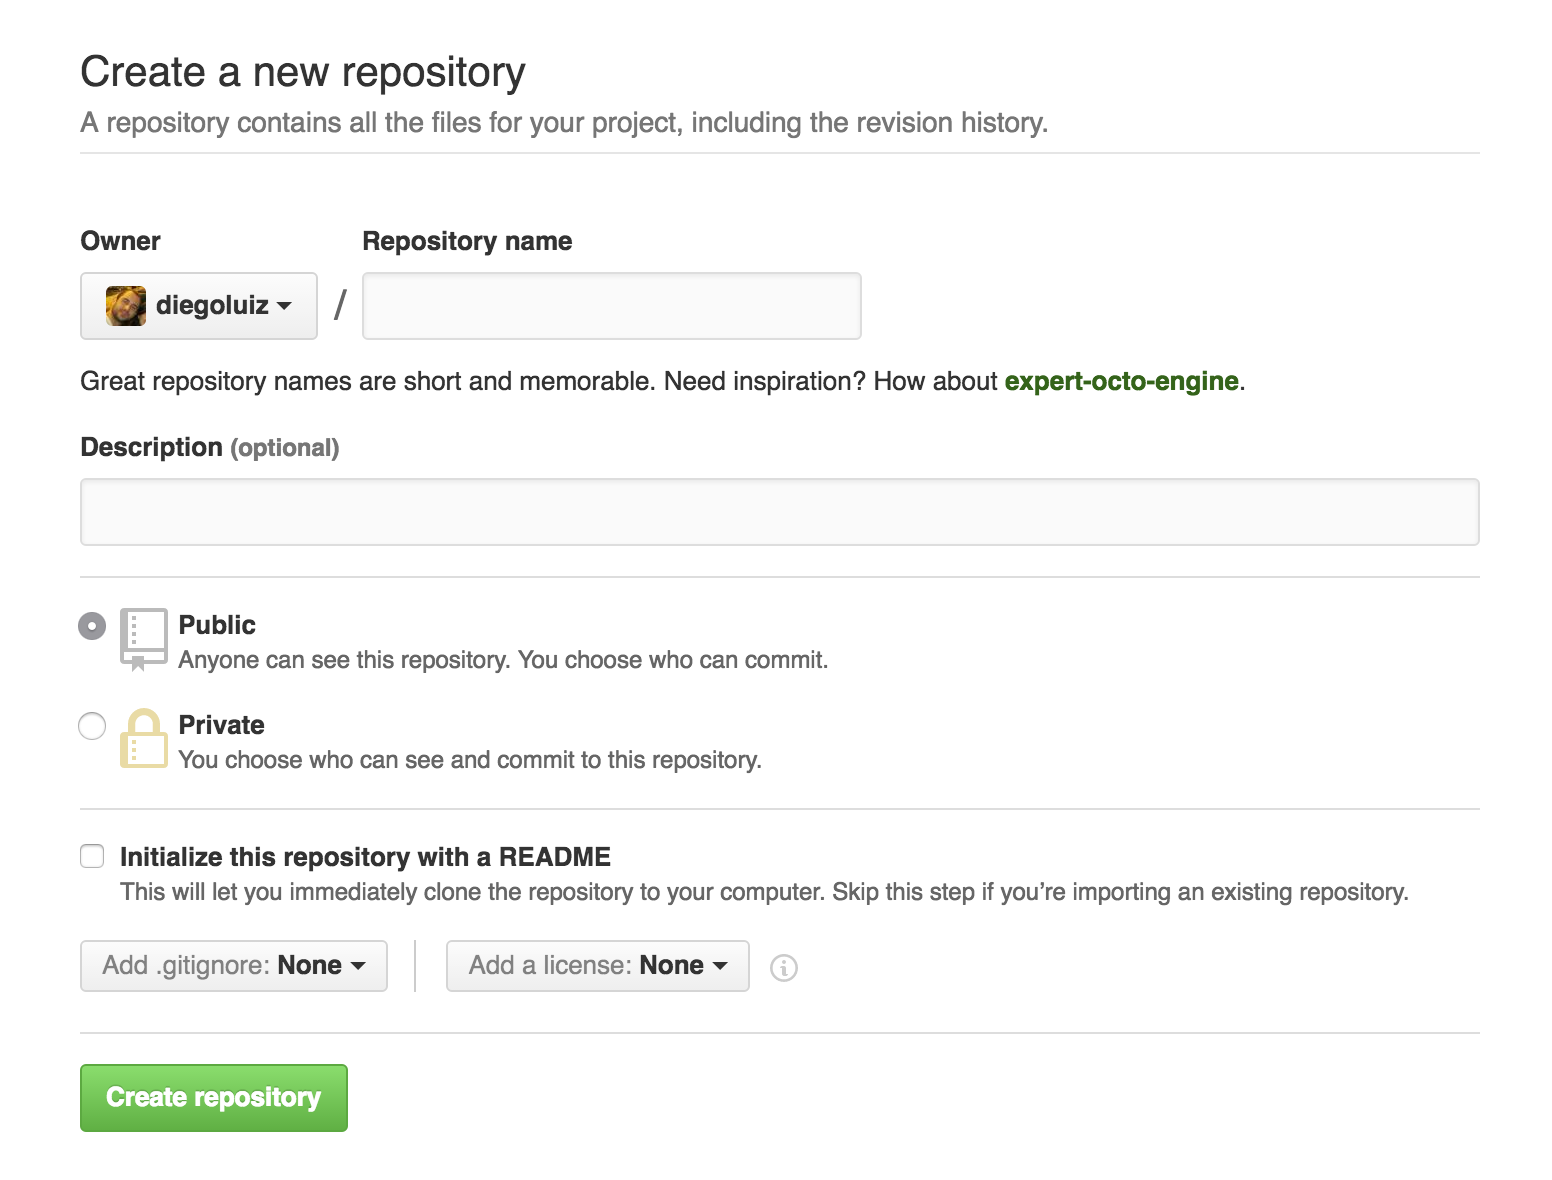 Create a new repository
A repository contains all the files for your project, including the revision history.
Owner
Repository name
diegoluiz
/
Great repository names are short and memorable. Need inspiration? How about expert-octo-engine.
Description (optional)
Public
Anyone can see this repository. You choose who can commit.
Private
You choose who can see and commit to this repository.
Initialize this repository with a README
This will let you immediately clone the repository to your computer. Skip this step if you’re importing an existing repository.
Add .gitignore: None
Add a license: None
Create repository